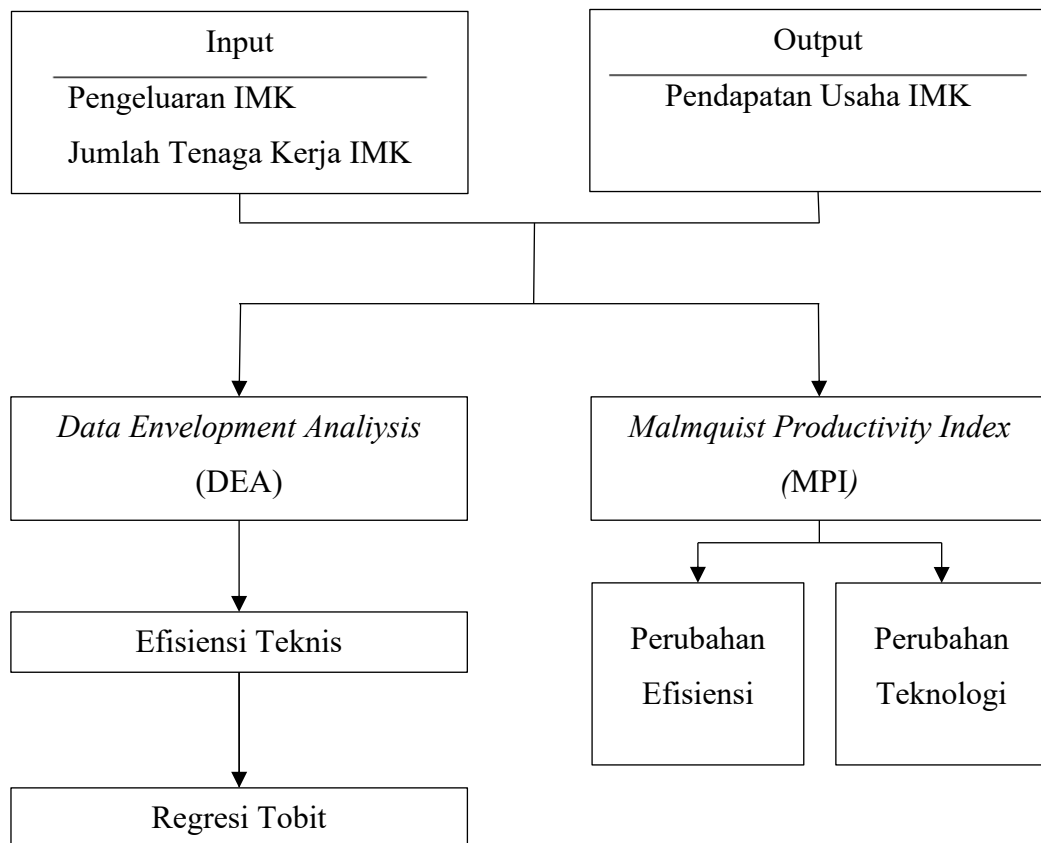 Input
Pengeluaran IMK
Jumlah Tenaga Kerja IMK
Output
Pendapatan Usaha IMK
Data Envelopment Analiysis
(DEA)
Malmquist Productivity Index
(MPI)
Efisiensi Teknis
Regresi Tobit
Perubahan
Efisiensi
Perubahan
Teknologi